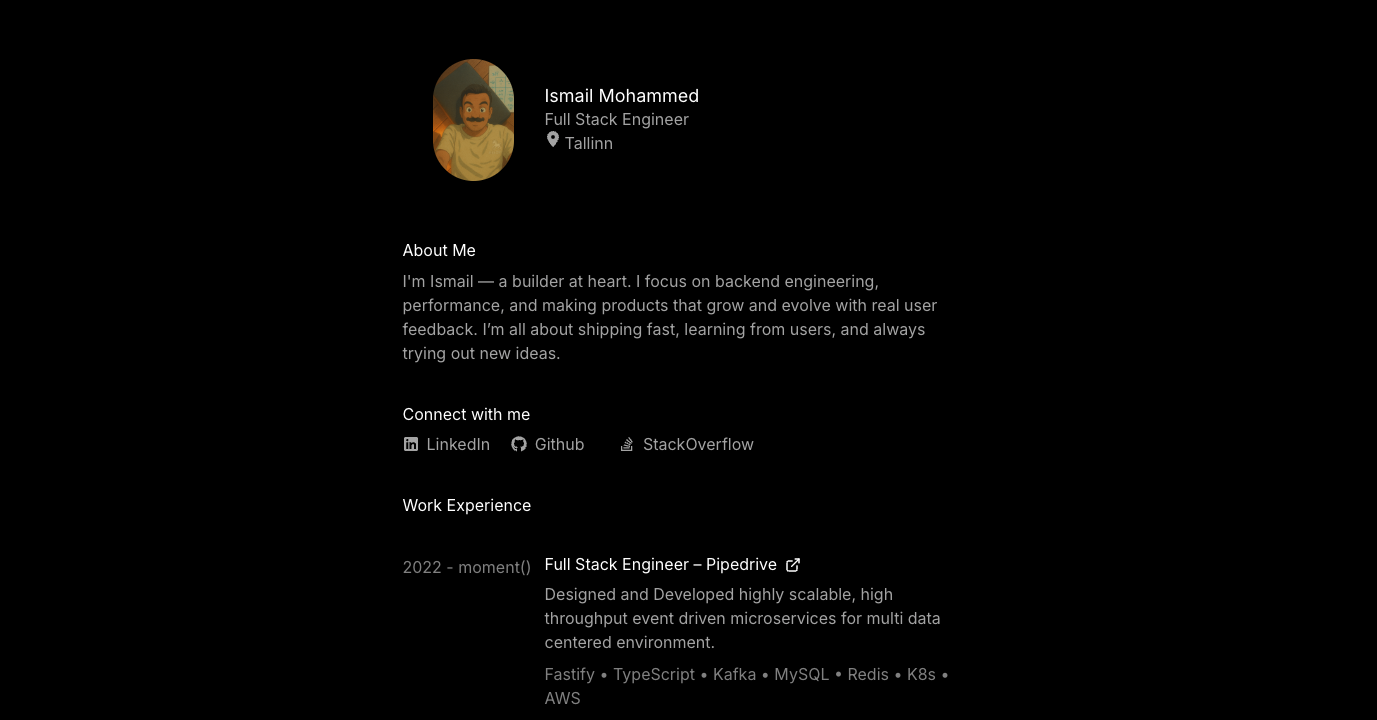 Ismail Mohammed
Full Stack Engineer
Tallinn
About Me
I'm Ismail — a builder at heart. I focus on backend engineering,
performance, and making products that grow and evolve with real user
feedback. I’m all about shipping fast, learning from users, and always
trying out new ideas.
Connect with me
LinkedIn Github StackOverflow
Work Experience
2022 - moment() Full Stack Engineer – Pipedrive
Designed and Developed highly scalable, high
throughput event driven microservices for multi data
centered environment.
Fastify • TypeScript • Kafka • MySQL • Redis • K8s •
AWS